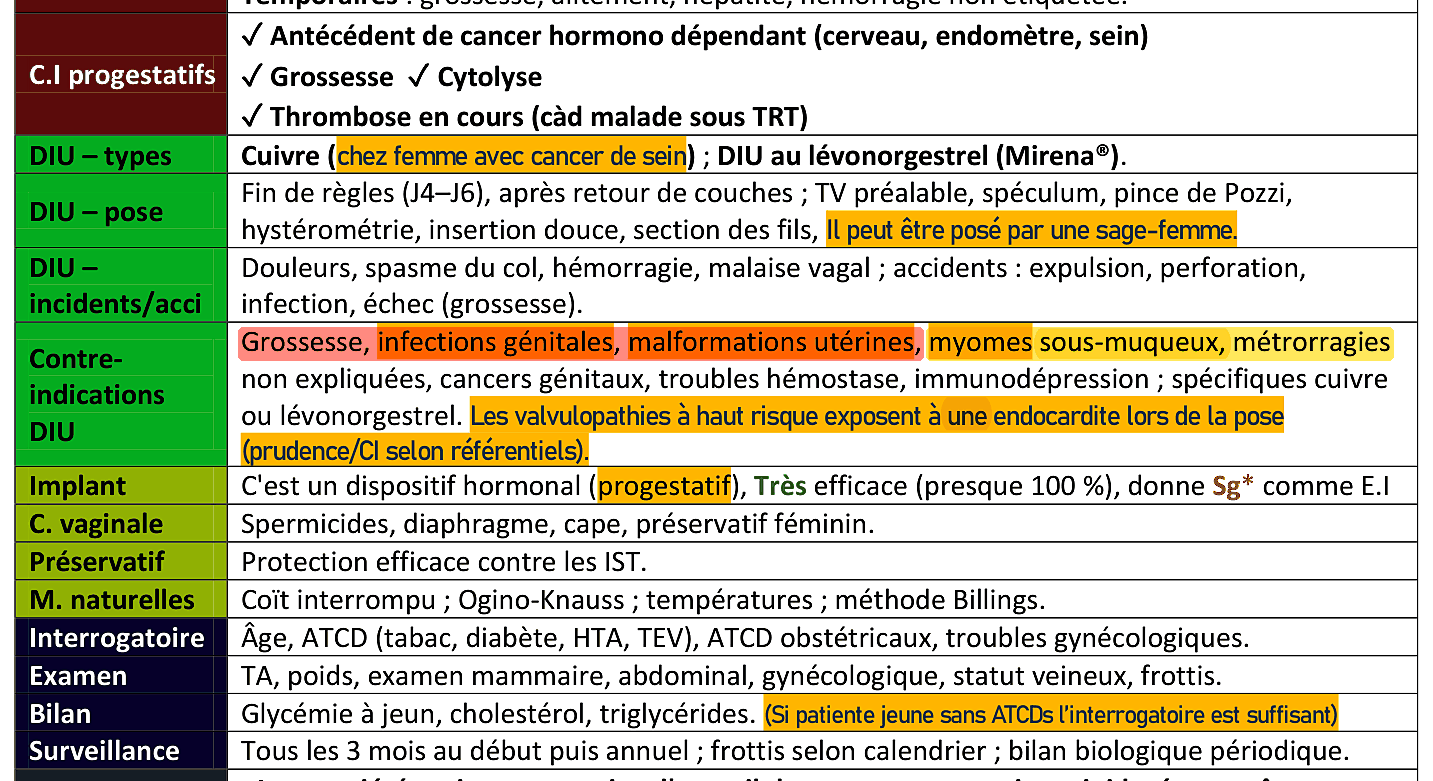 Temporaires : grossesse, allaitement, hépatite, hémorragie non étiquetée.
C.I progestatifs
✓ Antécédent de cancer hormono dépendant (cerveau, endomètre, sein)
✓ Grossesse ✓ Cytolyse
✓ Thrombose en cours (càd malade sous TRT)
DIU – types
Cuivre (chez femme avec cancer de sein) ; DIU au lévonorgestrel (Mirena®).
DIU – pose
Fin de règles (J4–J6), après retour de couches ; TV préalable, spéculum, pince de Pozzi,
hystérométrie, insertion douce, section des fils, Il peut être posé par une sage-femme.
DIU –
incidents/acci
Douleurs, spasme du col, hémorragie, malaise vagal ; accidents : expulsion, perforation,
infection, échec (grossesse).
Contre-
indications
DIU
Grossesse, infections génitales, malformations utérines, myomes sous-muqueux, métrorragies
non expliquées, cancers génitaux, troubles hémostase, immunodépression ; spécifiques cuivre
ou lévonorgestrel. Les valvulopathies à haut risque exposent à une endocardite lors de la pose
(prudence/CI selon référentiels).
Implant
C'est un dispositif hormonal (progestatif), Très efficace (presque 100 %), donne Sg* comme E.I
C. vaginale
Spermicides, diaphragme, cape, préservatif féminin.
Préservatif
Protection efficace contre les IST.
M. naturelles
Coït interrompu ; Ogino-Knauss ; températures ; méthode Billings.
Interrogatoire
Âge, ATCD (tabac, diabète, HTA, TEV), ATCD obstétricaux, troubles gynécologiques.
Examen
TA, poids, examen mammaire, abdominal, gynécologique, statut veineux, frottis.
Bilan
Glycémie à jeun, cholestérol, triglycérides. (Si patiente jeune sans ATCDs l'interrogatoire est suffisant)
Surveillance
Tous les 3 mois au début puis annuel ; frottis selon calendrier ; bilan biologique périodique.